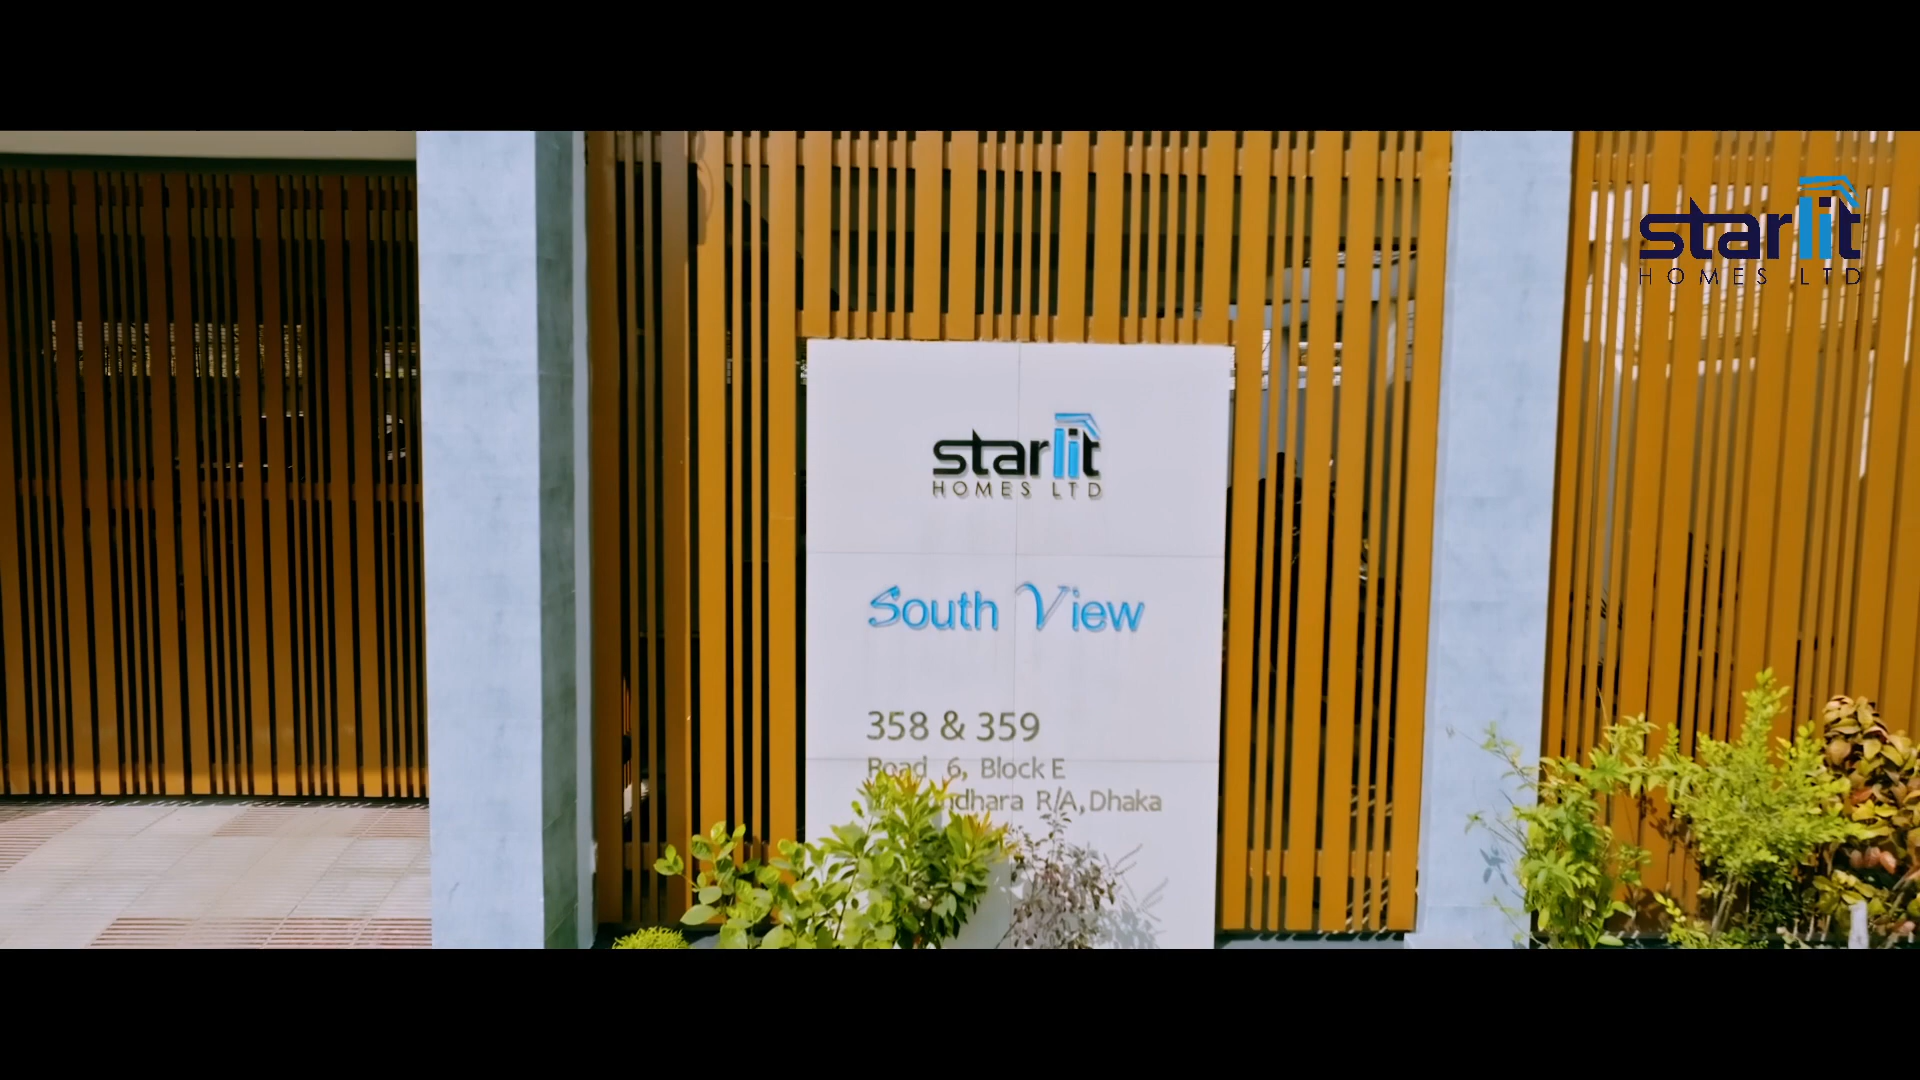 starlit
HOMES LTD
starlit
HOMES LTD
South View
358 & 359
Road 6, Block E
R/A, Dhaka